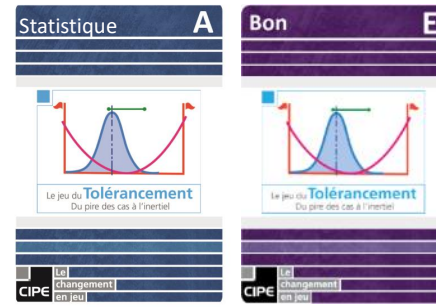 Statistique A
Le jeu du Tolérancement
Du pire des cas à l'inertiel
CIPE
Le
changement
en jeu
Bon E
Le jeu du Tolérancement
Du pire des cas à l'inertiel
CIPE
Le
changement
en jeu